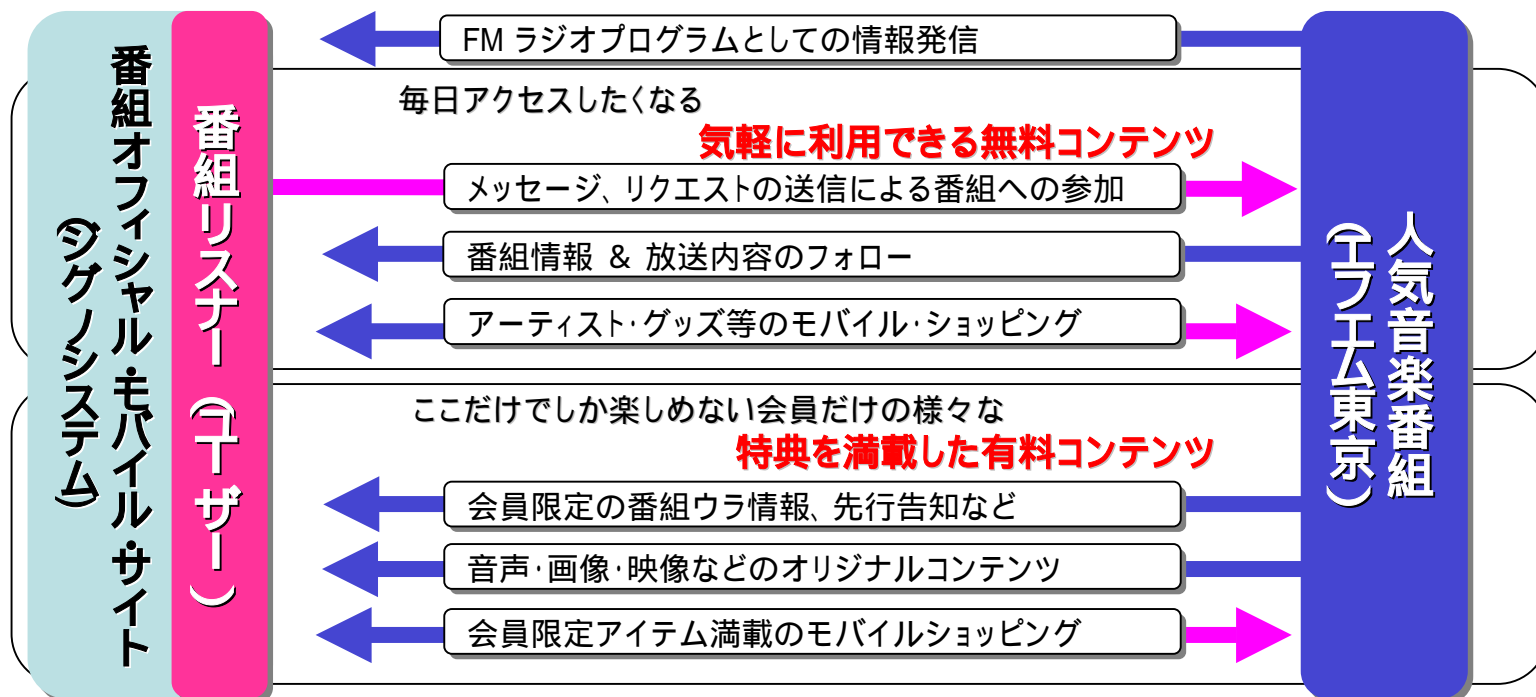 番組オフィシャル・モバイル・サイト
(ジグノシステム)
番組リスナー (ユーザー)
FM ラジオプログラムとしての情報発信
毎日アクセスしたくなる
気軽に利用できる無料コンテンツ
メッセージ、リクエストの送信による番組への参加
番組情報 & 放送内容のフォロー
アーティスト・グッズ等のモバイル・ショッピング
ここだけでしか楽しめない会員だけの様々な
特典を満載した有料コンテンツ
会員限定の番組ウラ情報、先行告知など
音声・画像・映像などのオリジナルコンテンツ
会員限定アイテム満載のモバイルショッピング
人気音楽番組
(エフエム東京)